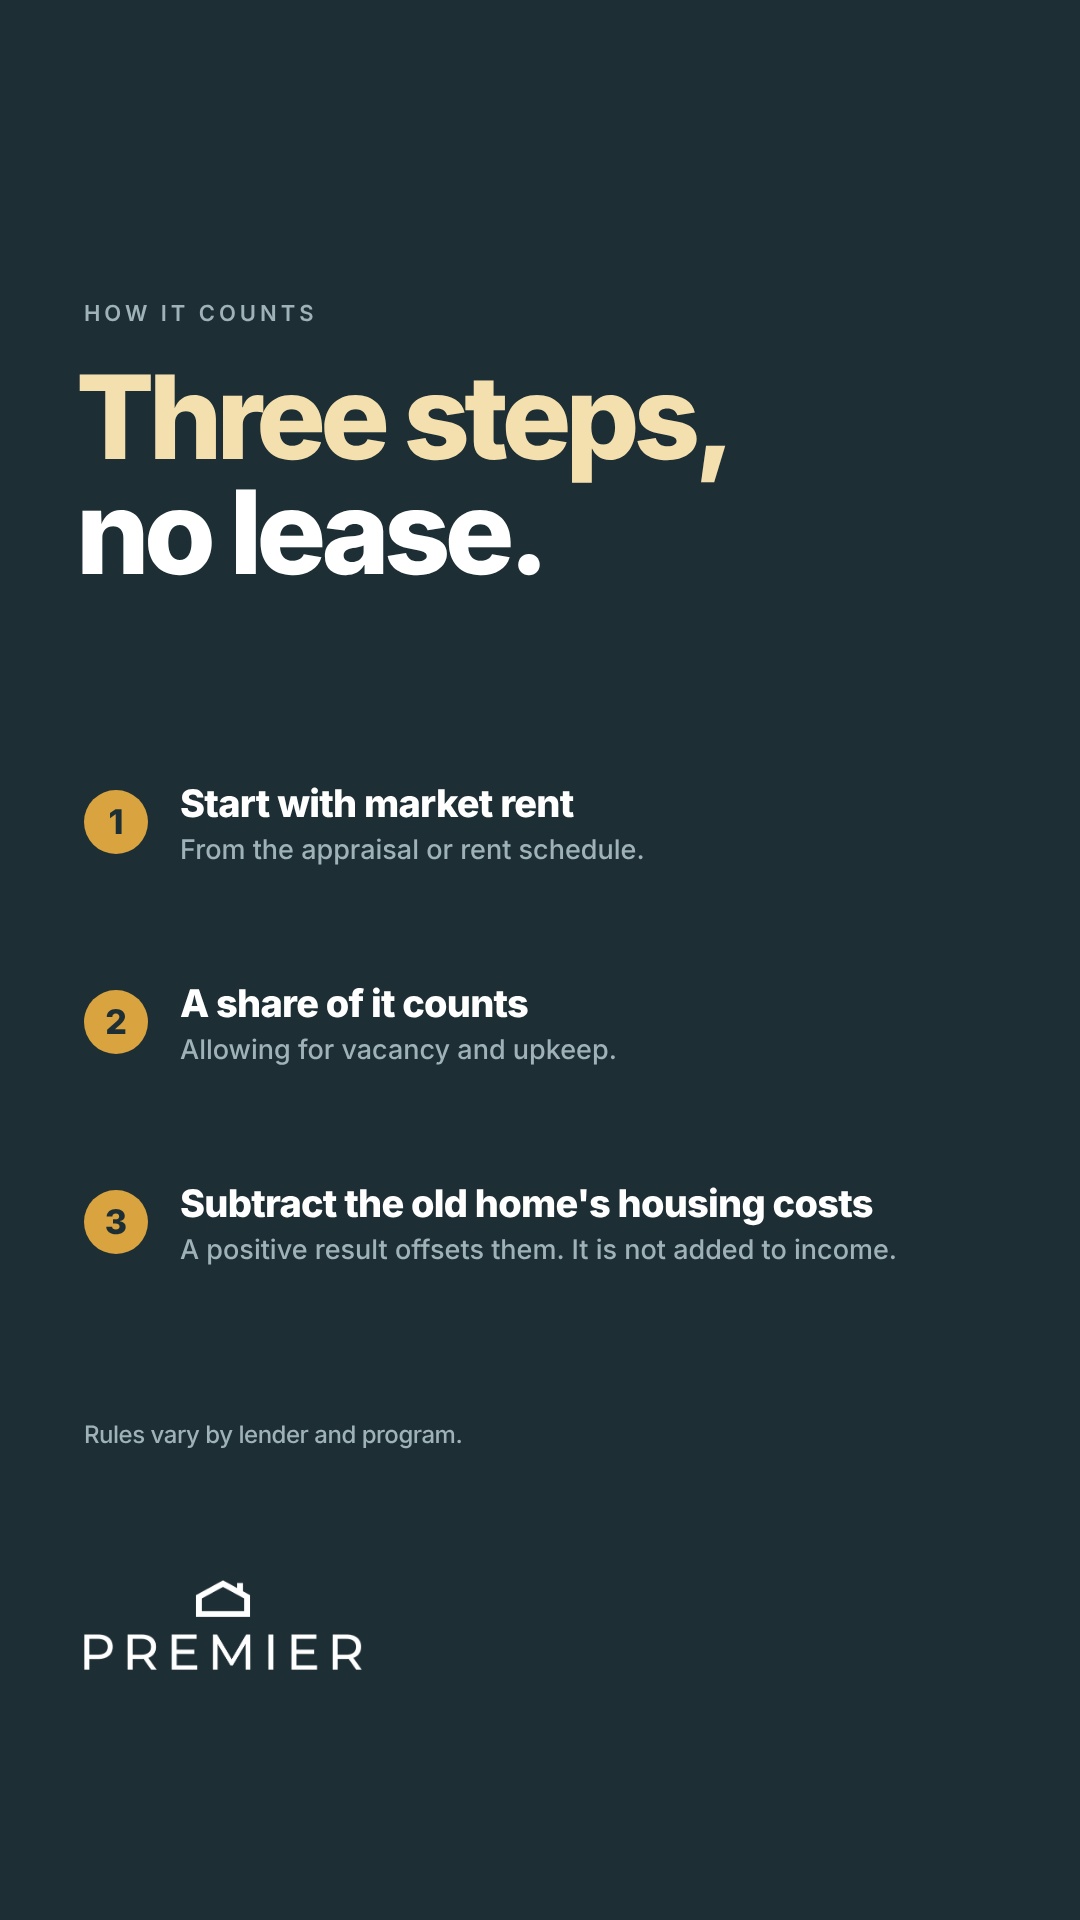 HOW IT COUNTS
Three steps,
no lease.
1
Start with market rent
From the appraisal or rent schedule.
2
A share of it counts
Allowing for vacancy and upkeep.
3
Subtract the old home's housing costs
A positive result offsets them. It is not added to income.
Rules vary by lender and program.
PREMIER